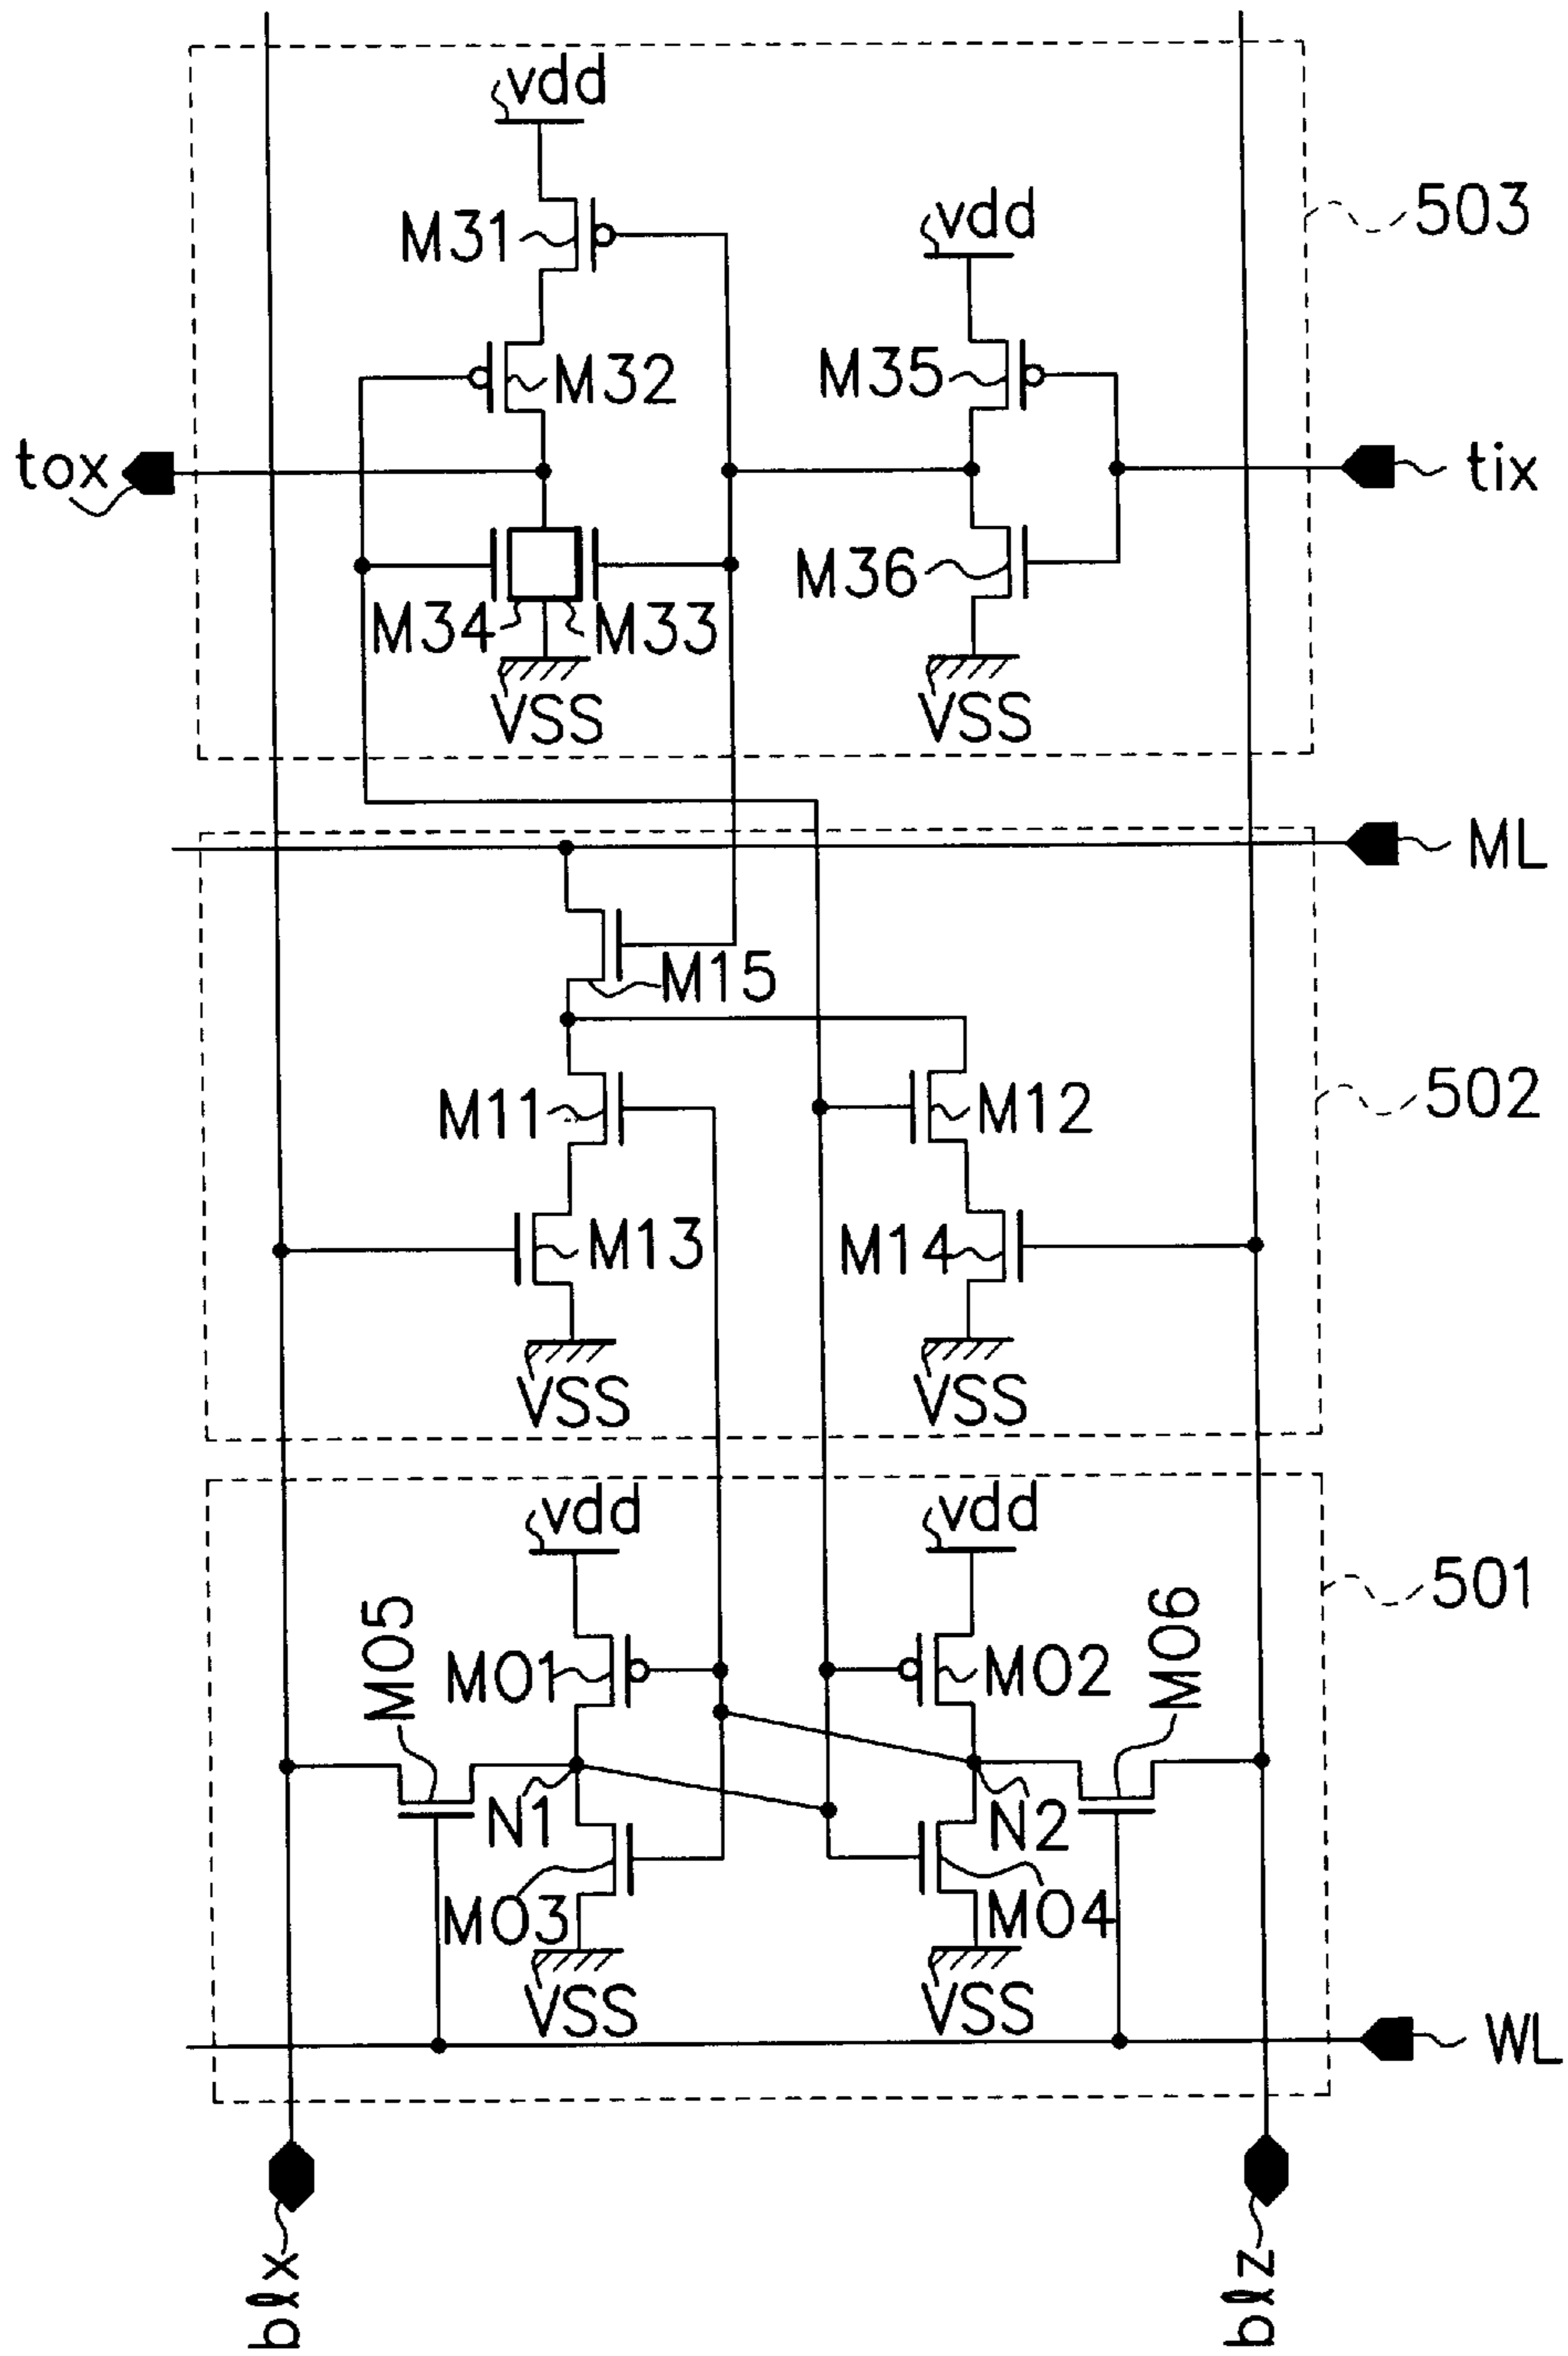 vdd
M31
vdd
503
M32
M35
tox
tix
M36
M34
M33
VSS
VSS
ML
M15
M11
M12
502
M13
M14
VSS
VSS
vdd
vdd
501
M05
M01
M02
M06
N1
N2
M03
M04
VSS
VSS
WL
blx
blz